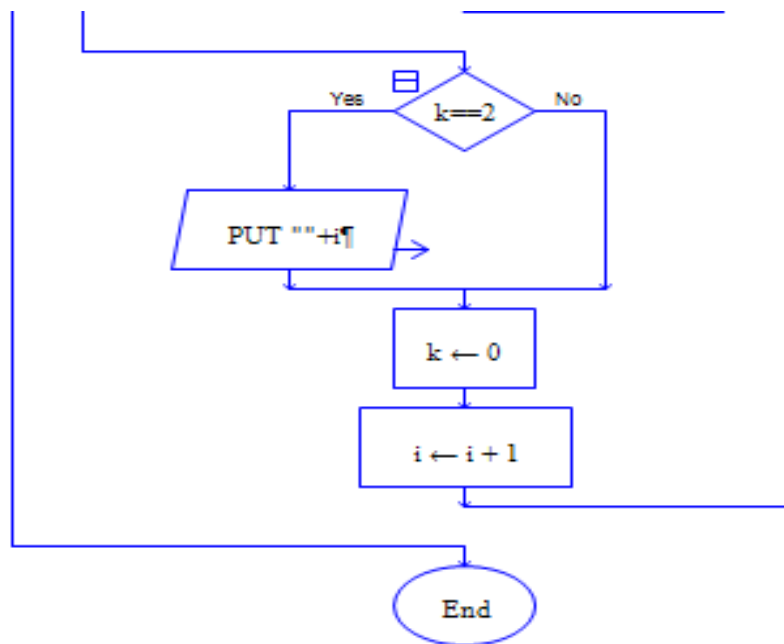 Yes
No
k==2
PUT ""+i¶
k ← 0
i ← i + 1
End